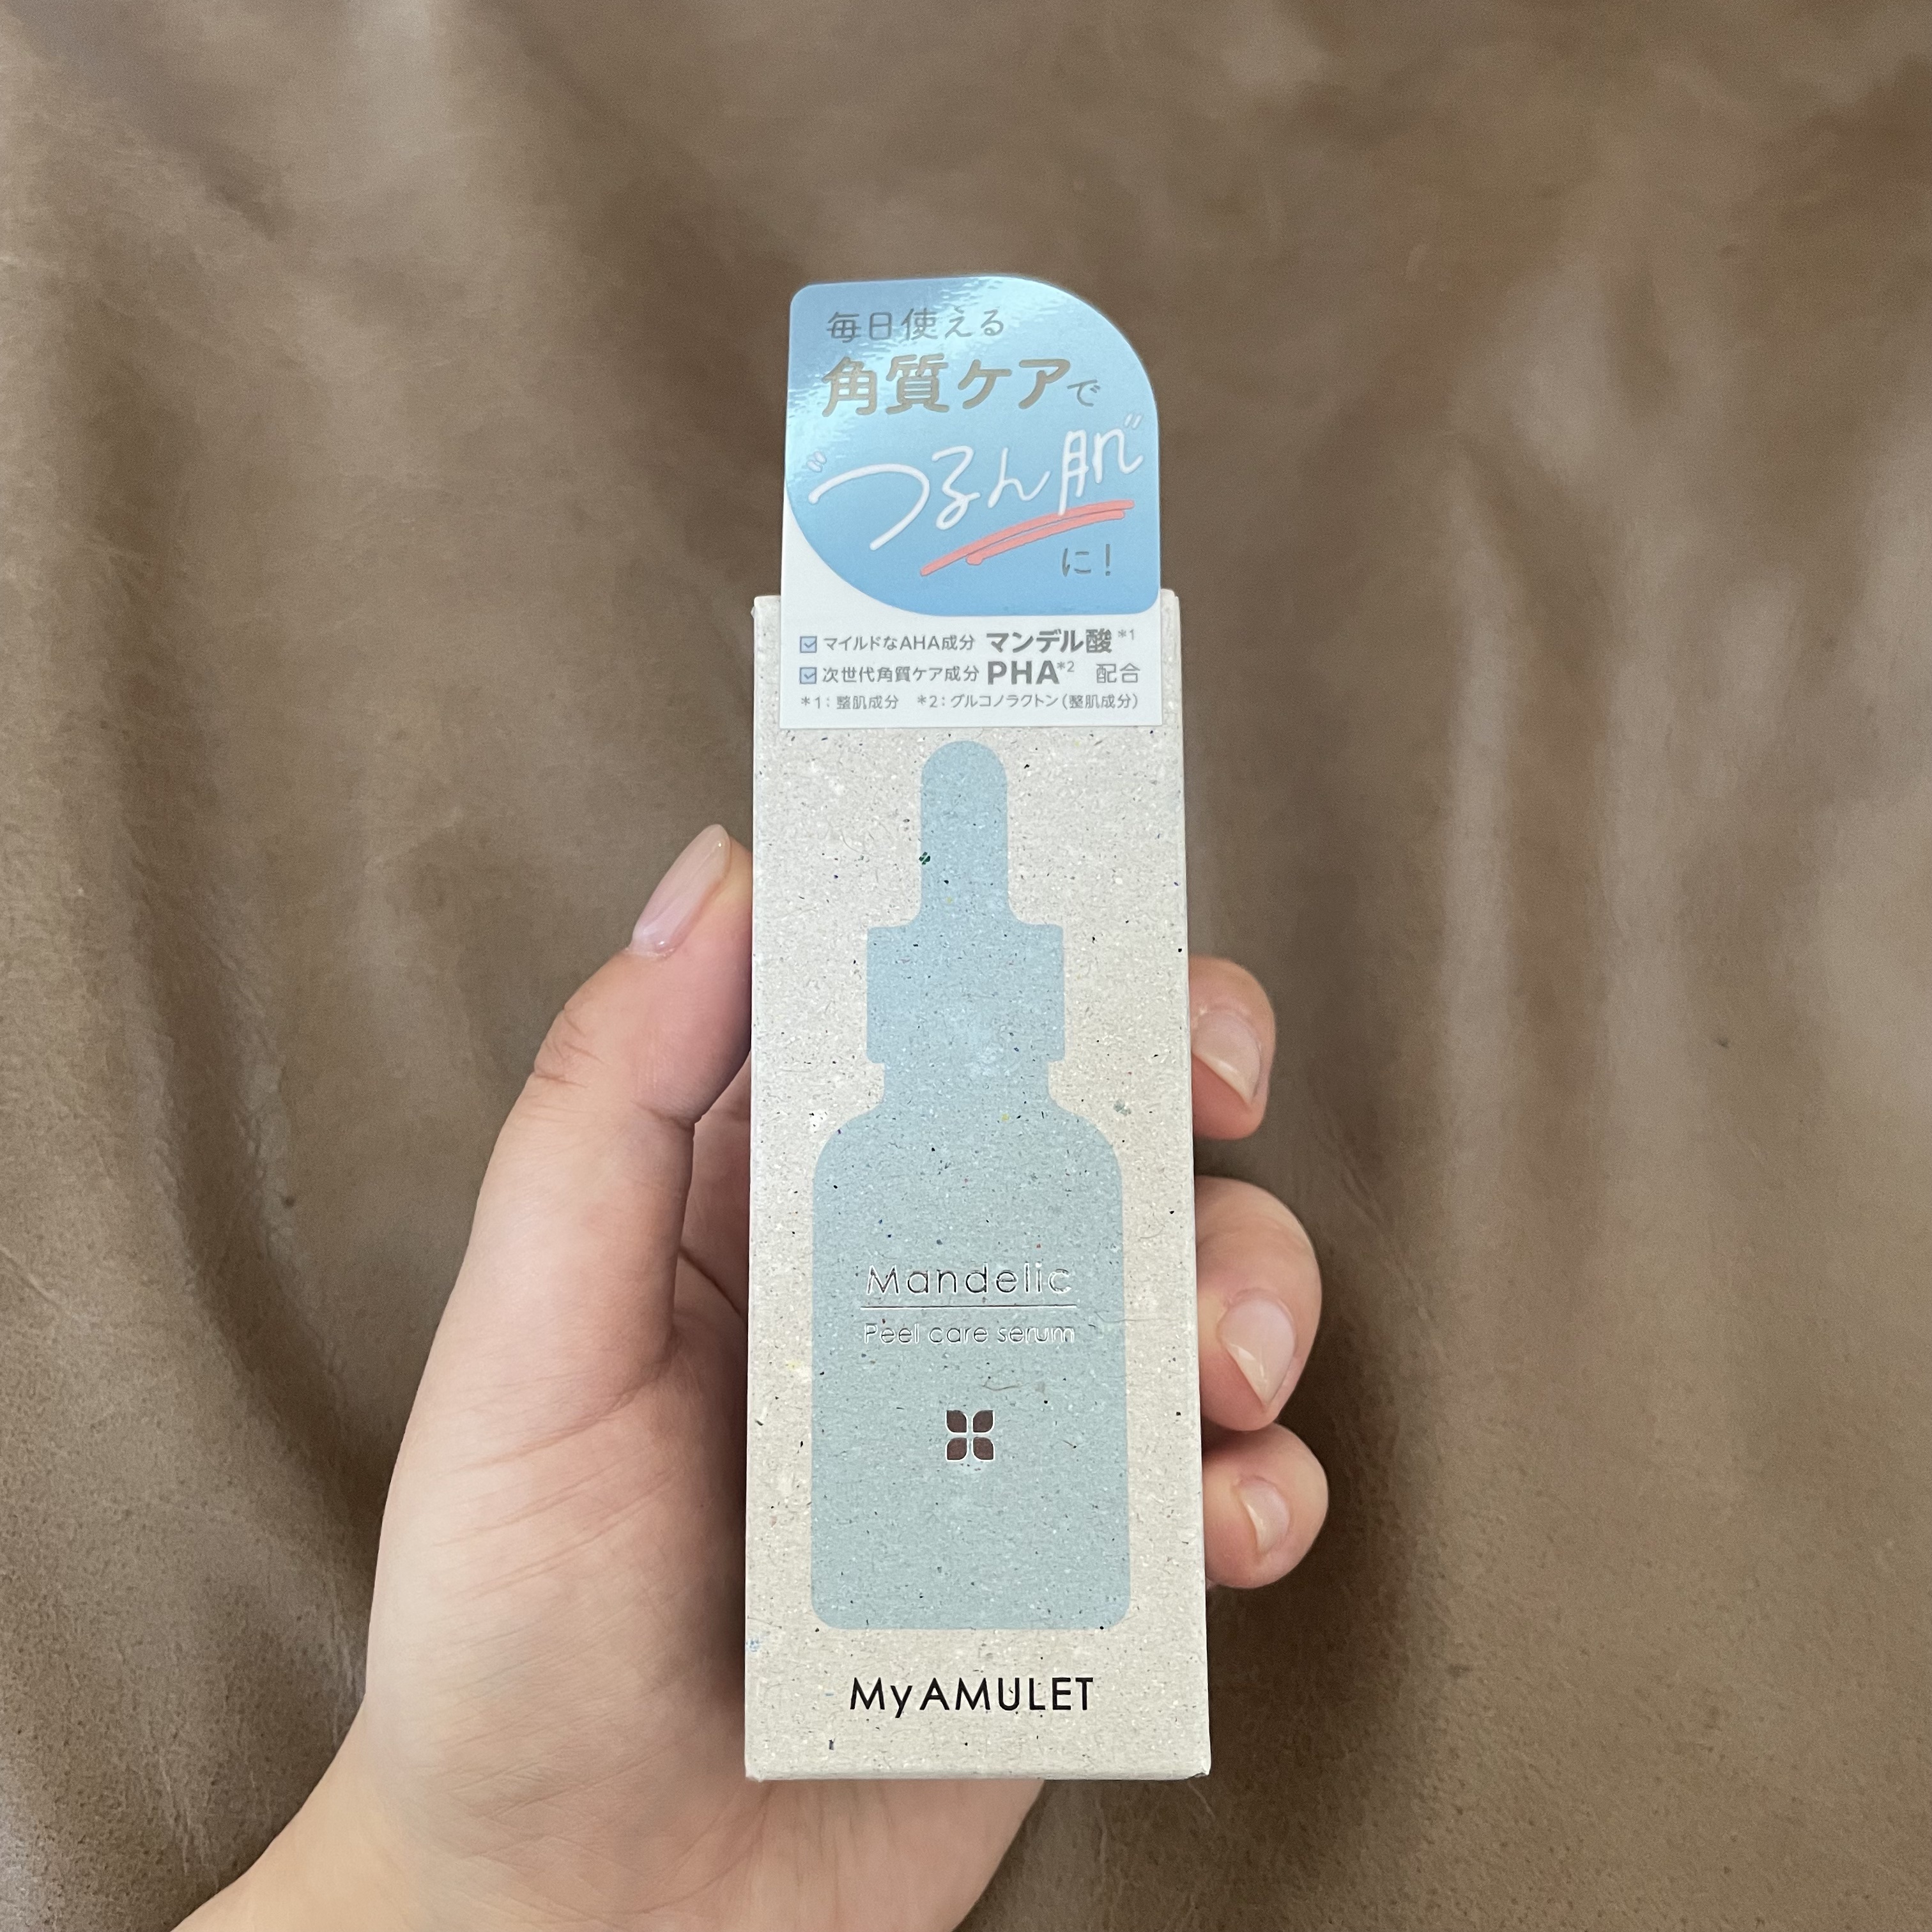 毎日使える
角質ケアで
"つるん肌"
に!
マイルドなAHA成分 マンデル酸*1
次世代角質ケア成分 PHA*2 配合
*1:整肌成分 *2:グルコノラクトン(整肌成分)
Mandelic
Peel care serum
My AMULET